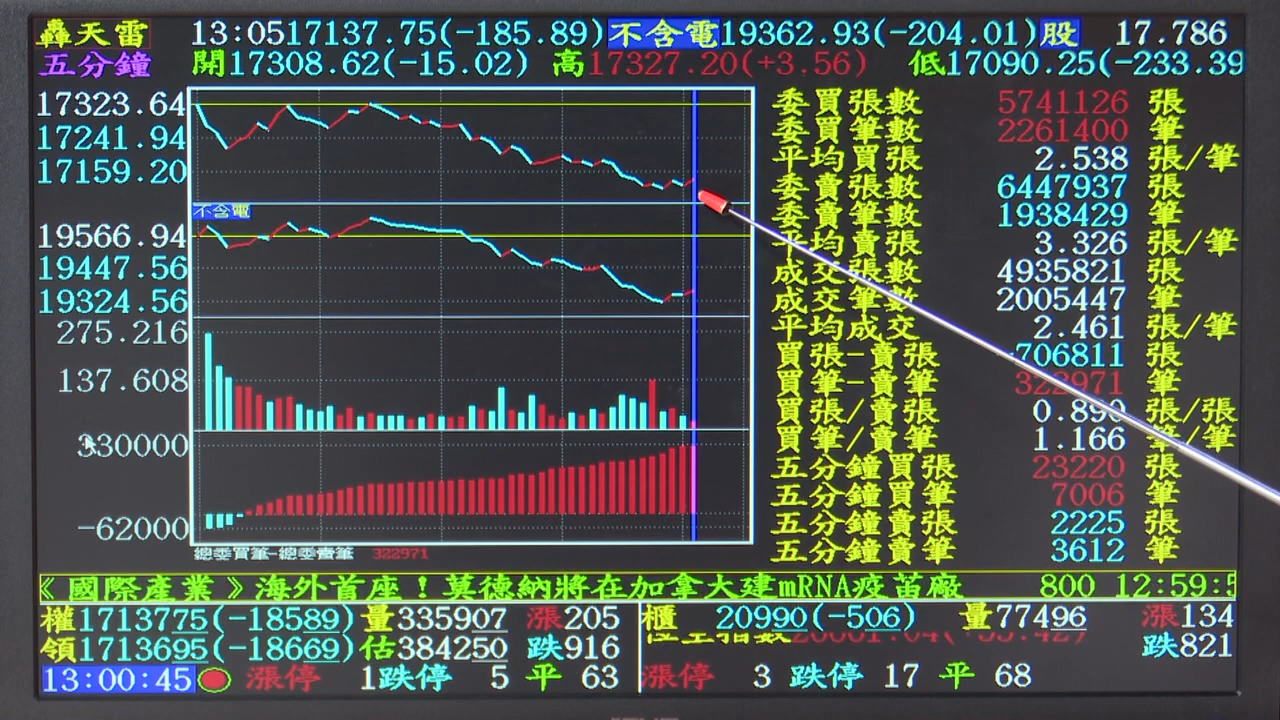 轟天雷 13:05 17137.75(-185.89) 不含電 19362.93(-204.01) 股 17.786
五分鐘 開17308.62(-15.02) 高17327.20(+3.56) 低17090.25(-233.39
17323.64
17241.94
17159.20
不含電
19566.94
19447.56
19324.56
275.216
137.608
330000
-62000
總委買筆-總委賣筆 322971
委買張數 5741126 張
委買筆數 2261400 筆
平均買張 2.538 張/筆
委賣張數 6447937 張
委賣筆數 1938429 筆
平均賣張 3.326 張/筆
成交張數 4935821 張
成交筆數 2005447 筆
平均成交 2.461 張/筆
買張-賣張 -706811 張
買筆-賣筆 322971 筆
買張/賣張 0.890 張/張
買筆/賣筆 1.166 筆/筆
五分鐘買張 23220 張
五分鐘買筆 7006 筆
五分鐘賣張 2225 張
五分鐘賣筆 3612 筆
《國際產業》海外首座！莫德納將在加拿大建mRNA疫苗廠 800 12:59:5
權1713775(-18589) 量335907 漲205 櫃 20990(-506) 量77496 漲134
領1713695(-18669) 估384250 跌916 跌821
13:00:45 漲停 1 跌停 5 平 63 漲停 3 跌停 17 平 68